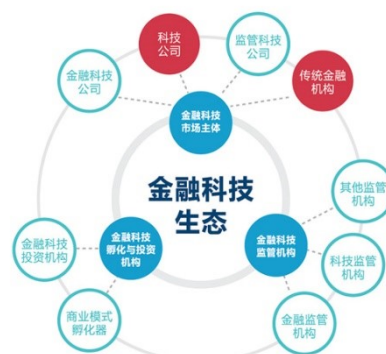 科技
公司
监管科技
公司
金融科技
公司
传统金融
机构
金融科技
市场主体
金融科技
生态
其他监管
机构
金融科技
孵化与投资
机构
金融科技
监管机构
金融科技
投资机构
科技监管
机构
商业模式
孵化器
金融监管
机构